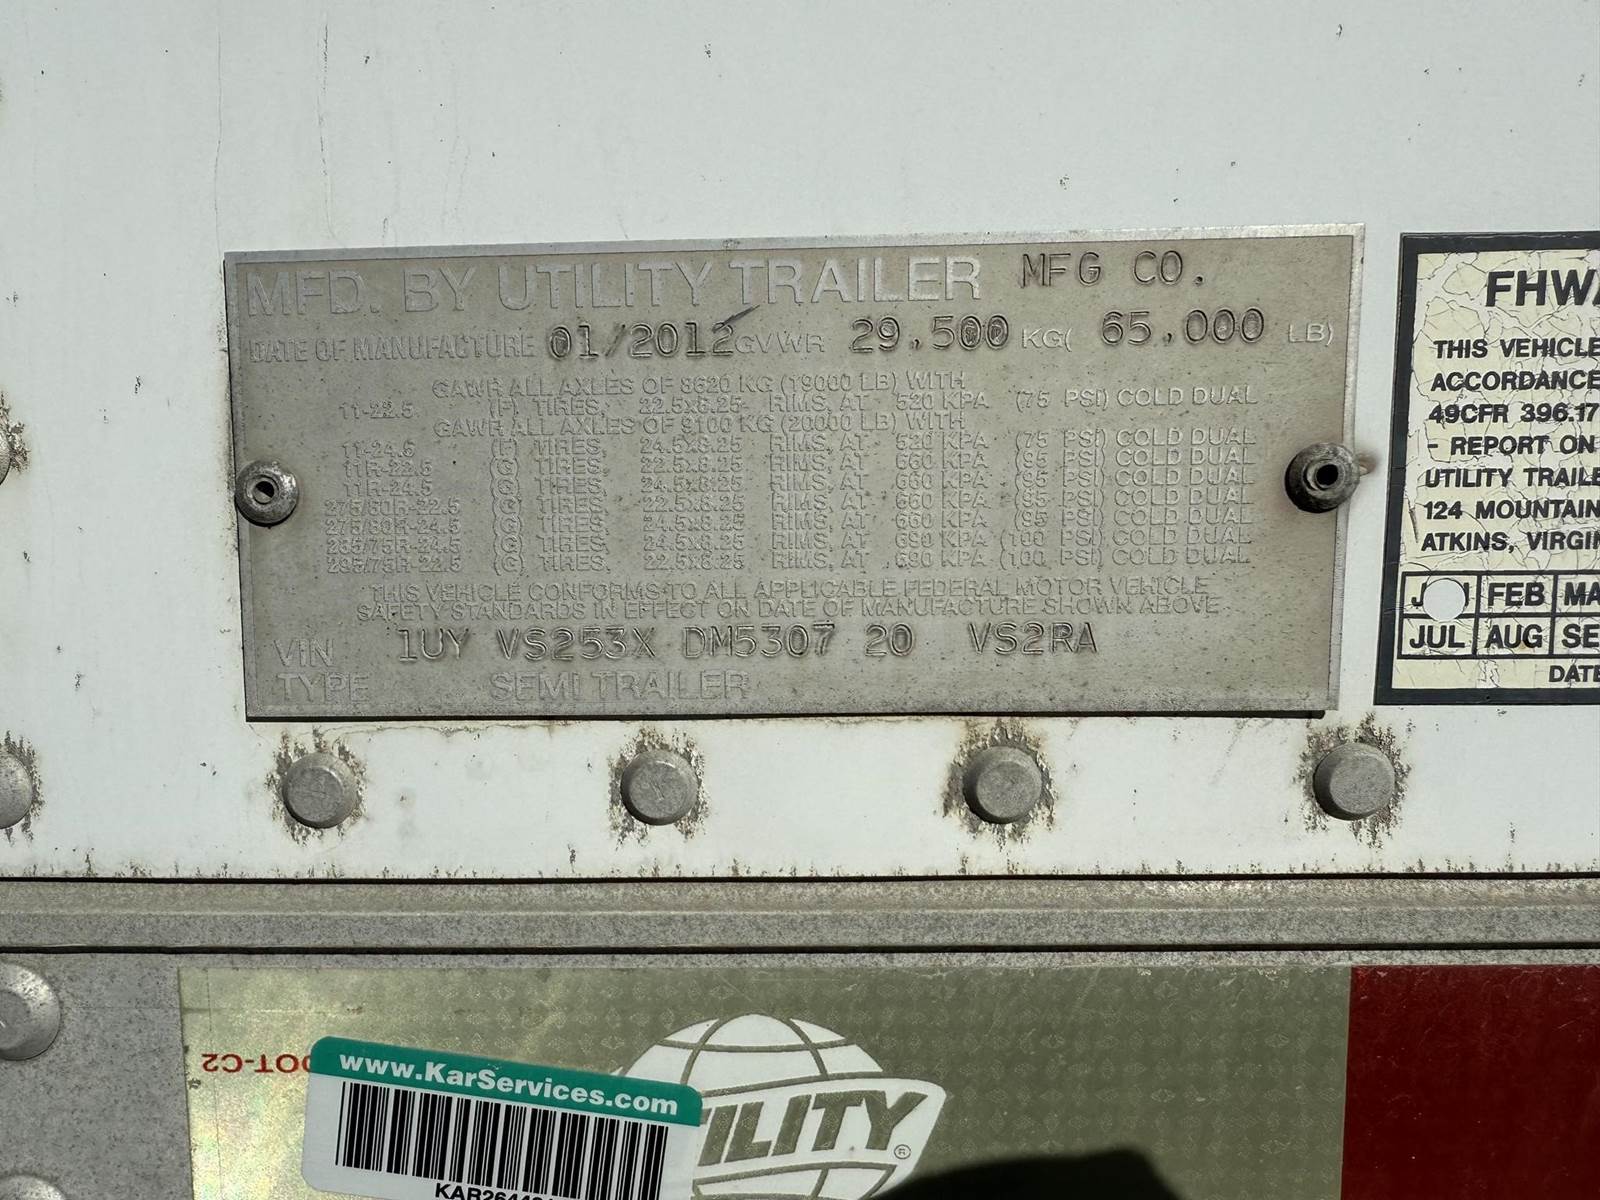 MFD. BY UTILITY TRAILER MFG CO.
DATE OF MANUFACTURE 01/2012 GVWR 29,500 KG( 65,000 LB)
GAWR ALL AXLES OF 8620 KG (19000 LB) WITH
11-22.5 (F) TIRES, 22.5x8.25 RIMS, AT 520 KPA (75 PSI) COLD DUAL
GAWR ALL AXLES OF 9100 KG (20000 LB) WITH
11-24.5 (F) TIRES, 24.5x8.25 RIMS, AT 520 KPA (75 PSI) COLD DUAL
11R-22.5 (G) TIRES, 22.5x8.25 RIMS, AT 660 KPA (95 PSI) COLD DUAL
11R-24.5 (G) TIRES, 24.5x8.25 RIMS, AT 660 KPA (95 PSI) COLD DUAL
275/80R-22.5 (G) TIRES, 22.5x8.25 RIMS, AT 660 KPA (95 PSI) COLD DUAL
275/80R-24.5 (G) TIRES, 24.5x8.25 RIMS, AT 660 KPA (95 PSI) COLD DUAL
285/75R-24.5 (G) TIRES, 24.5x8.25 RIMS, AT 690 KPA (100 PSI) COLD DUAL
295/75R-22.5 (G) TIRES, 22.5x8.25 RIMS, AT 690 KPA (100 PSI) COLD DUAL
THIS VEHICLE CONFORMS TO ALL APPLICABLE FEDERAL MOTOR VEHICLE
SAFETY STANDARDS IN EFFECT ON DATE OF MANUFACTURE SHOWN ABOVE
VIN 1UY VS253X DM5307 20 VS2RA
TYPE SEMI TRAILER
FHWA
THIS VEHICLE
ACCORDANCE
49CFR 396.17
- REPORT ON
UTILITY TRAILE
124 MOUNTAIN
ATKINS, VIRGIN
FEB MA
JUL AUG SE
DATE
DOT-C2
www.KarServices.com
UTILITY®